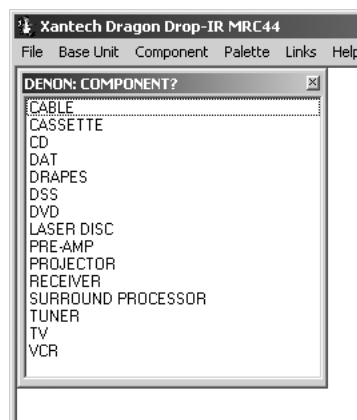 Xantech Dragon Drop-IR MRC44
File Base Unit Component Palette Links Help
DENON: COMPONENT?
CABLE
CASSETTE
CD
DAT
DRAPES
DSS
DVD
LASER DISC
PRE-AMP
PROJECTOR
RECEIVER
SURROUND PROCESSOR
TUNER
TV
VCR